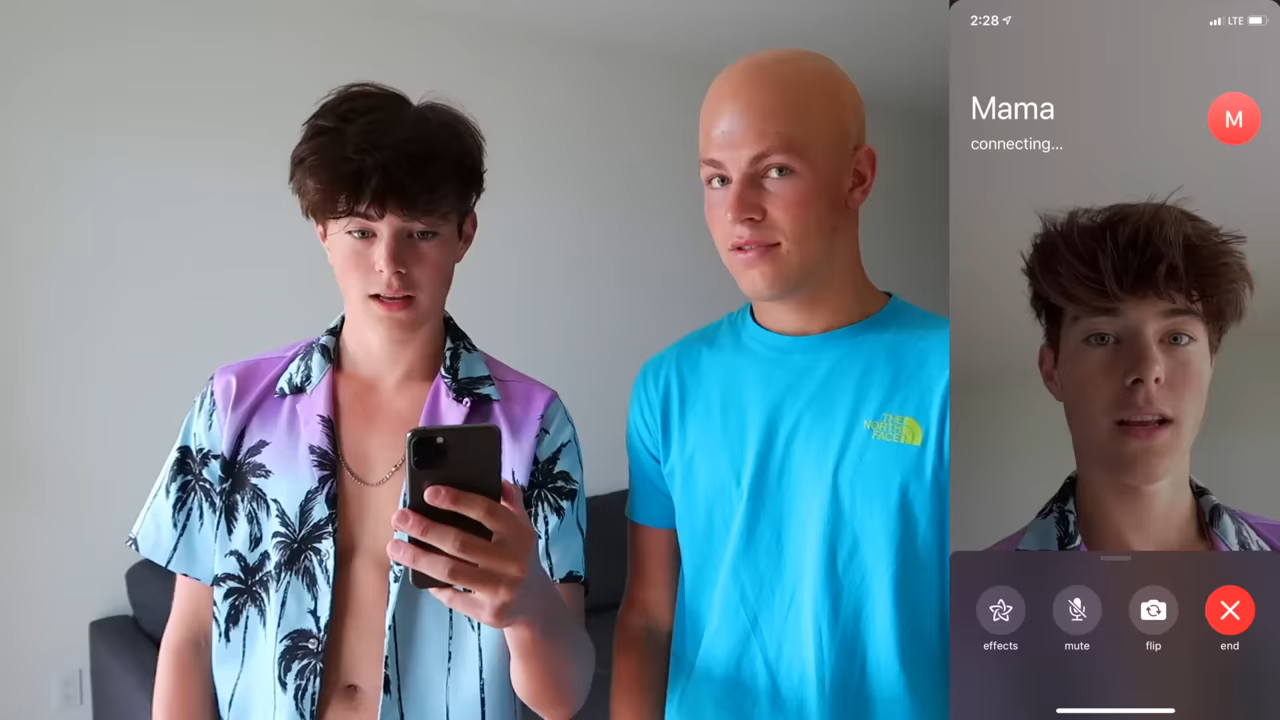 THE
NORTH
FACE
2:28
LTE
Mama
M
connecting...
effects
mute
flip
end